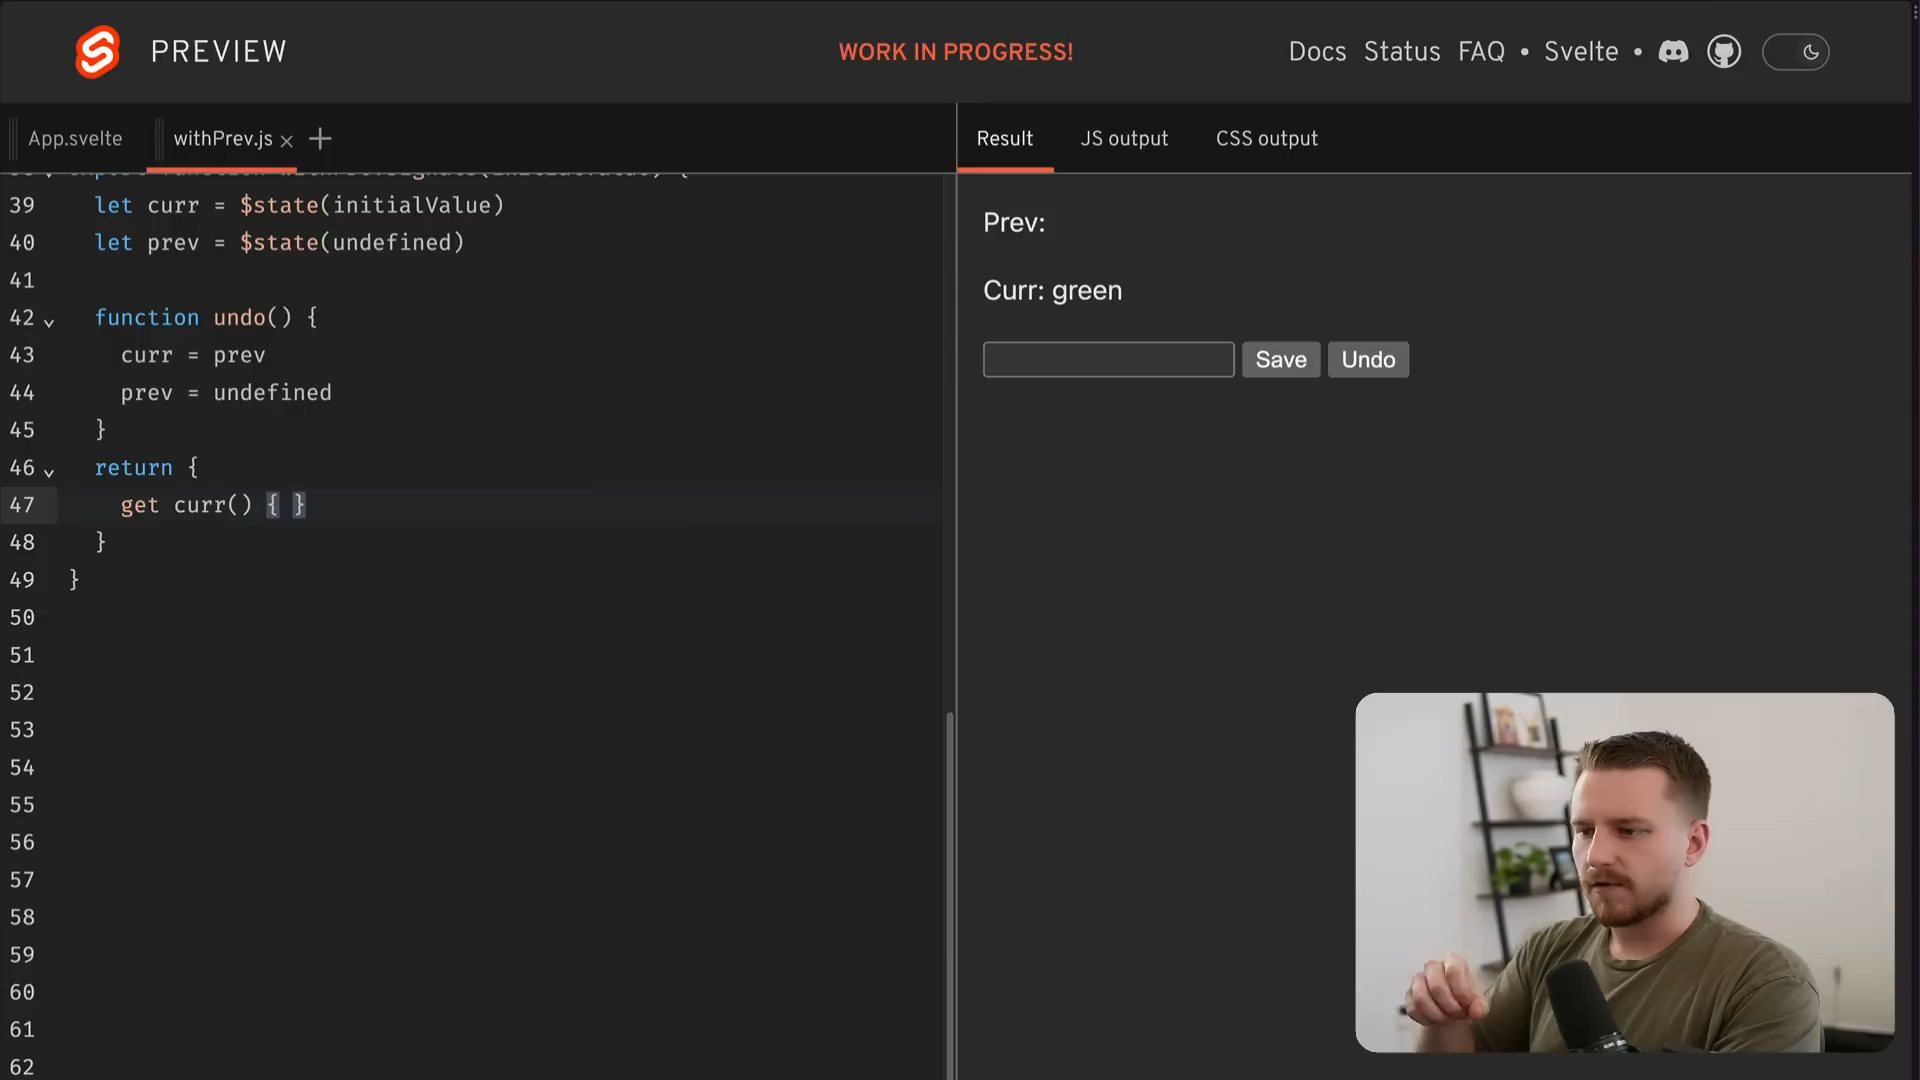 PREVIEW
WORK IN PROGRESS!
Docs Status FAQ • Svelte •
App.svelte
withPrev.js × +
Result
JS output
CSS output
39 let curr = $state(initialValue)
40 let prev = $state(undefined)
41
42 function undo() {
43 curr = prev
44 prev = undefined
45 }
46 return {
47 get curr() { }
48 }
49 }
50
51
52
53
54
55
56
57
58
59
60
61
62
Prev:
Curr: green
Save
Undo